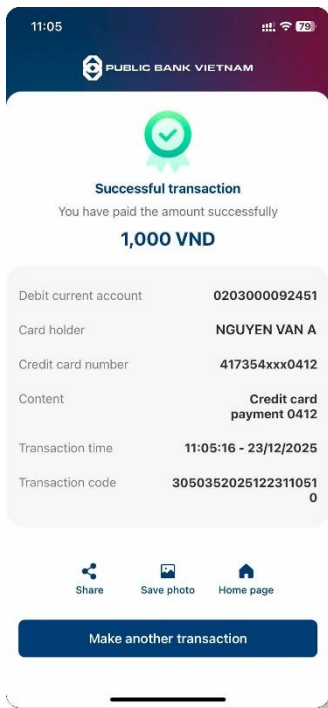 11:05
79
PUBLIC BANK VIETNAM
Successful transaction
You have paid the amount successfully
1,000 VND
Debit current account 0203000092451
Card holder NGUYEN VAN A
Credit card number 417354xxx0412
Content Credit card
payment 0412
Transaction time 11:05:16 - 23/12/2025
Transaction code 3050352025122311051
0
Share Save photo Home page
Make another transaction